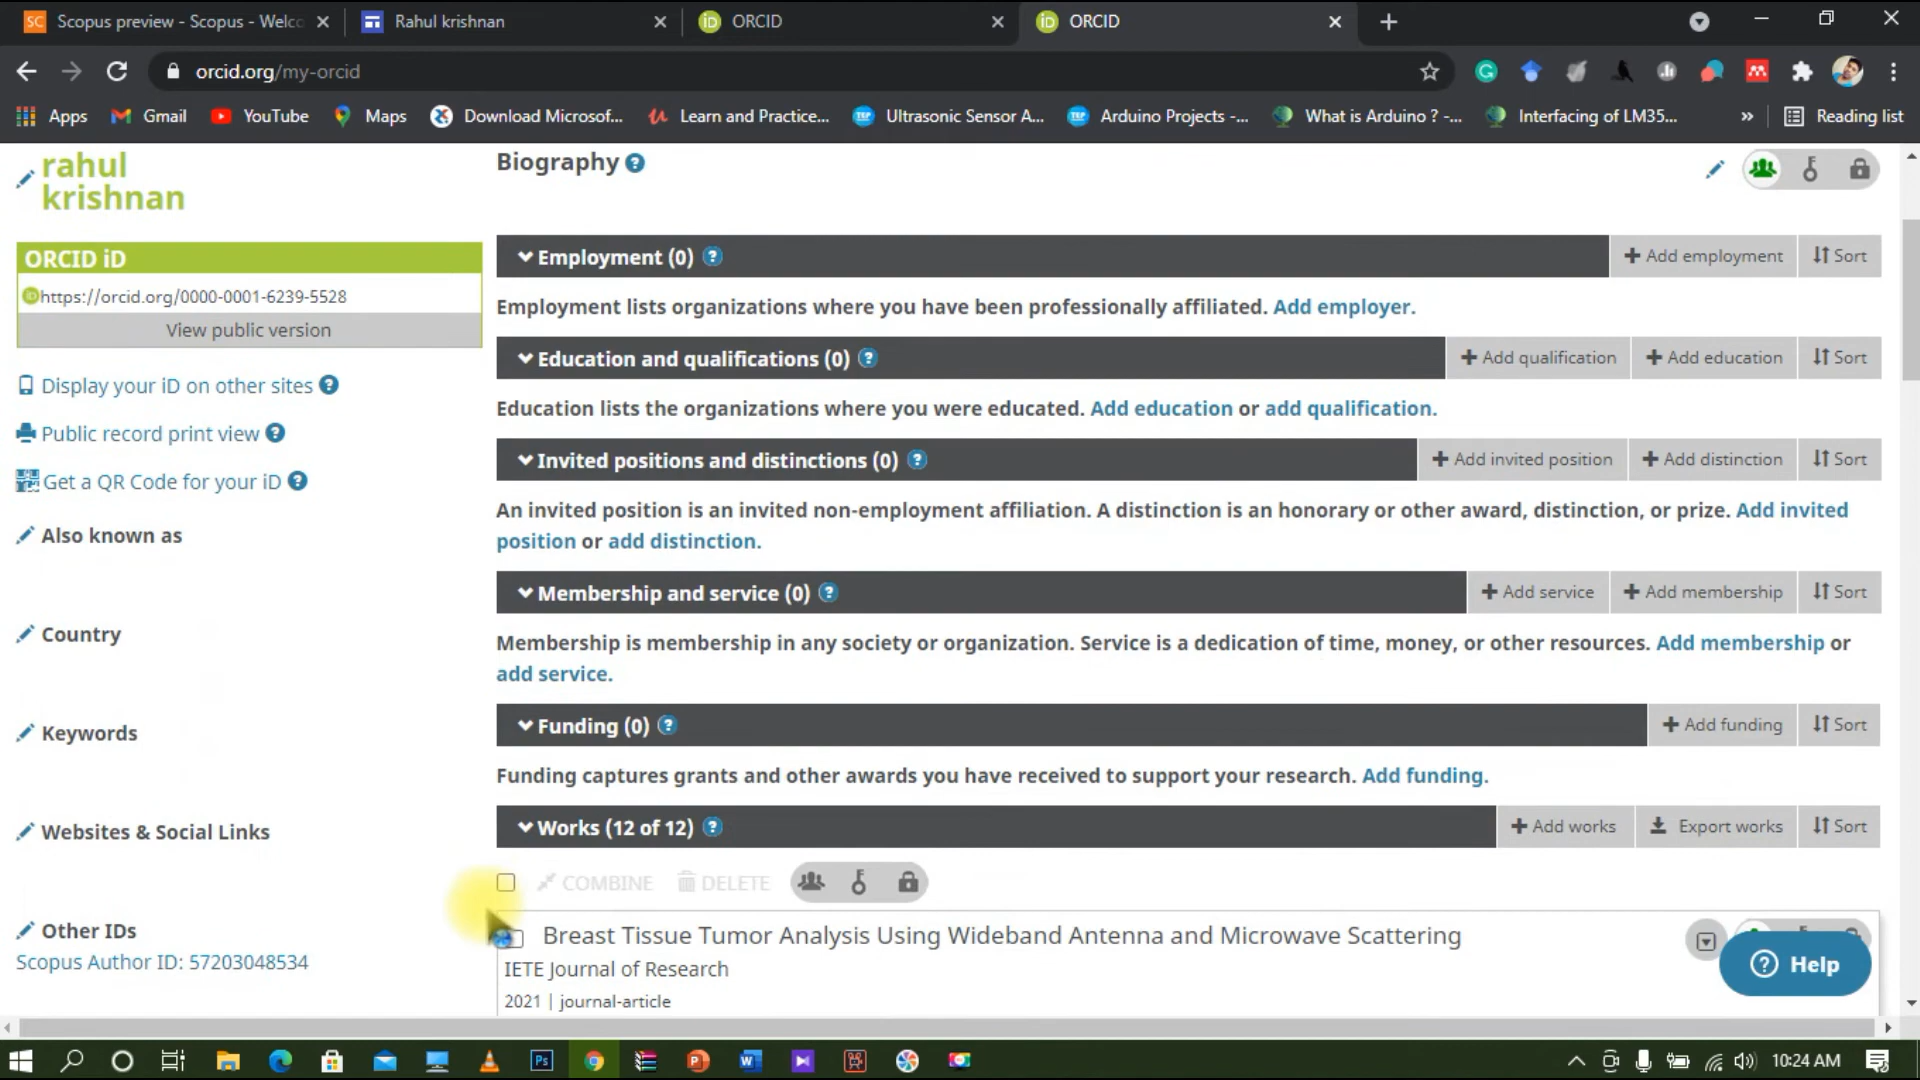 SC Scopus preview - Scopus - Welco
Rahul krishnan
iD ORCID
iD ORCID
orcid.org/my-orcid
Apps
Gmail
YouTube
Maps
Download Microsof...
Learn and Practice...
Ultrasonic Sensor A...
Arduino Projects -...
What is Arduino ? -...
Interfacing of LM35...
»
Reading list
rahul
krishnan
ORCID iD
https://orcid.org/0000-0001-6239-5528
View public version
Display your iD on other sites
Public record print view
Get a QR Code for your iD
Also known as
Country
Keywords
Websites & Social Links
Other IDs
Scopus Author ID: 57203048534
Biography
Employment (0)
Add employment
Sort
Employment lists organizations where you have been professionally affiliated. Add employer.
Education and qualifications (0)
Add qualification
Add education
Sort
Education lists the organizations where you were educated. Add education or add qualification.
Invited positions and distinctions (0)
Add invited position
Add distinction
Sort
An invited position is an invited non-employment affiliation. A distinction is an honorary or other award, distinction, or prize. Add invited
position or add distinction.
Membership and service (0)
Add service
Add membership
Sort
Membership is membership in any society or organization. Service is a dedication of time, money, or other resources. Add membership or
add service.
Funding (0)
Add funding
Sort
Funding captures grants and other awards you have received to support your research. Add funding.
Works (12 of 12)
Add works
Export works
Sort
COMBINE
DELETE
Breast Tissue Tumor Analysis Using Wideband Antenna and Microwave Scattering
IETE Journal of Research
2021 | journal-article
Help
10:24 AM